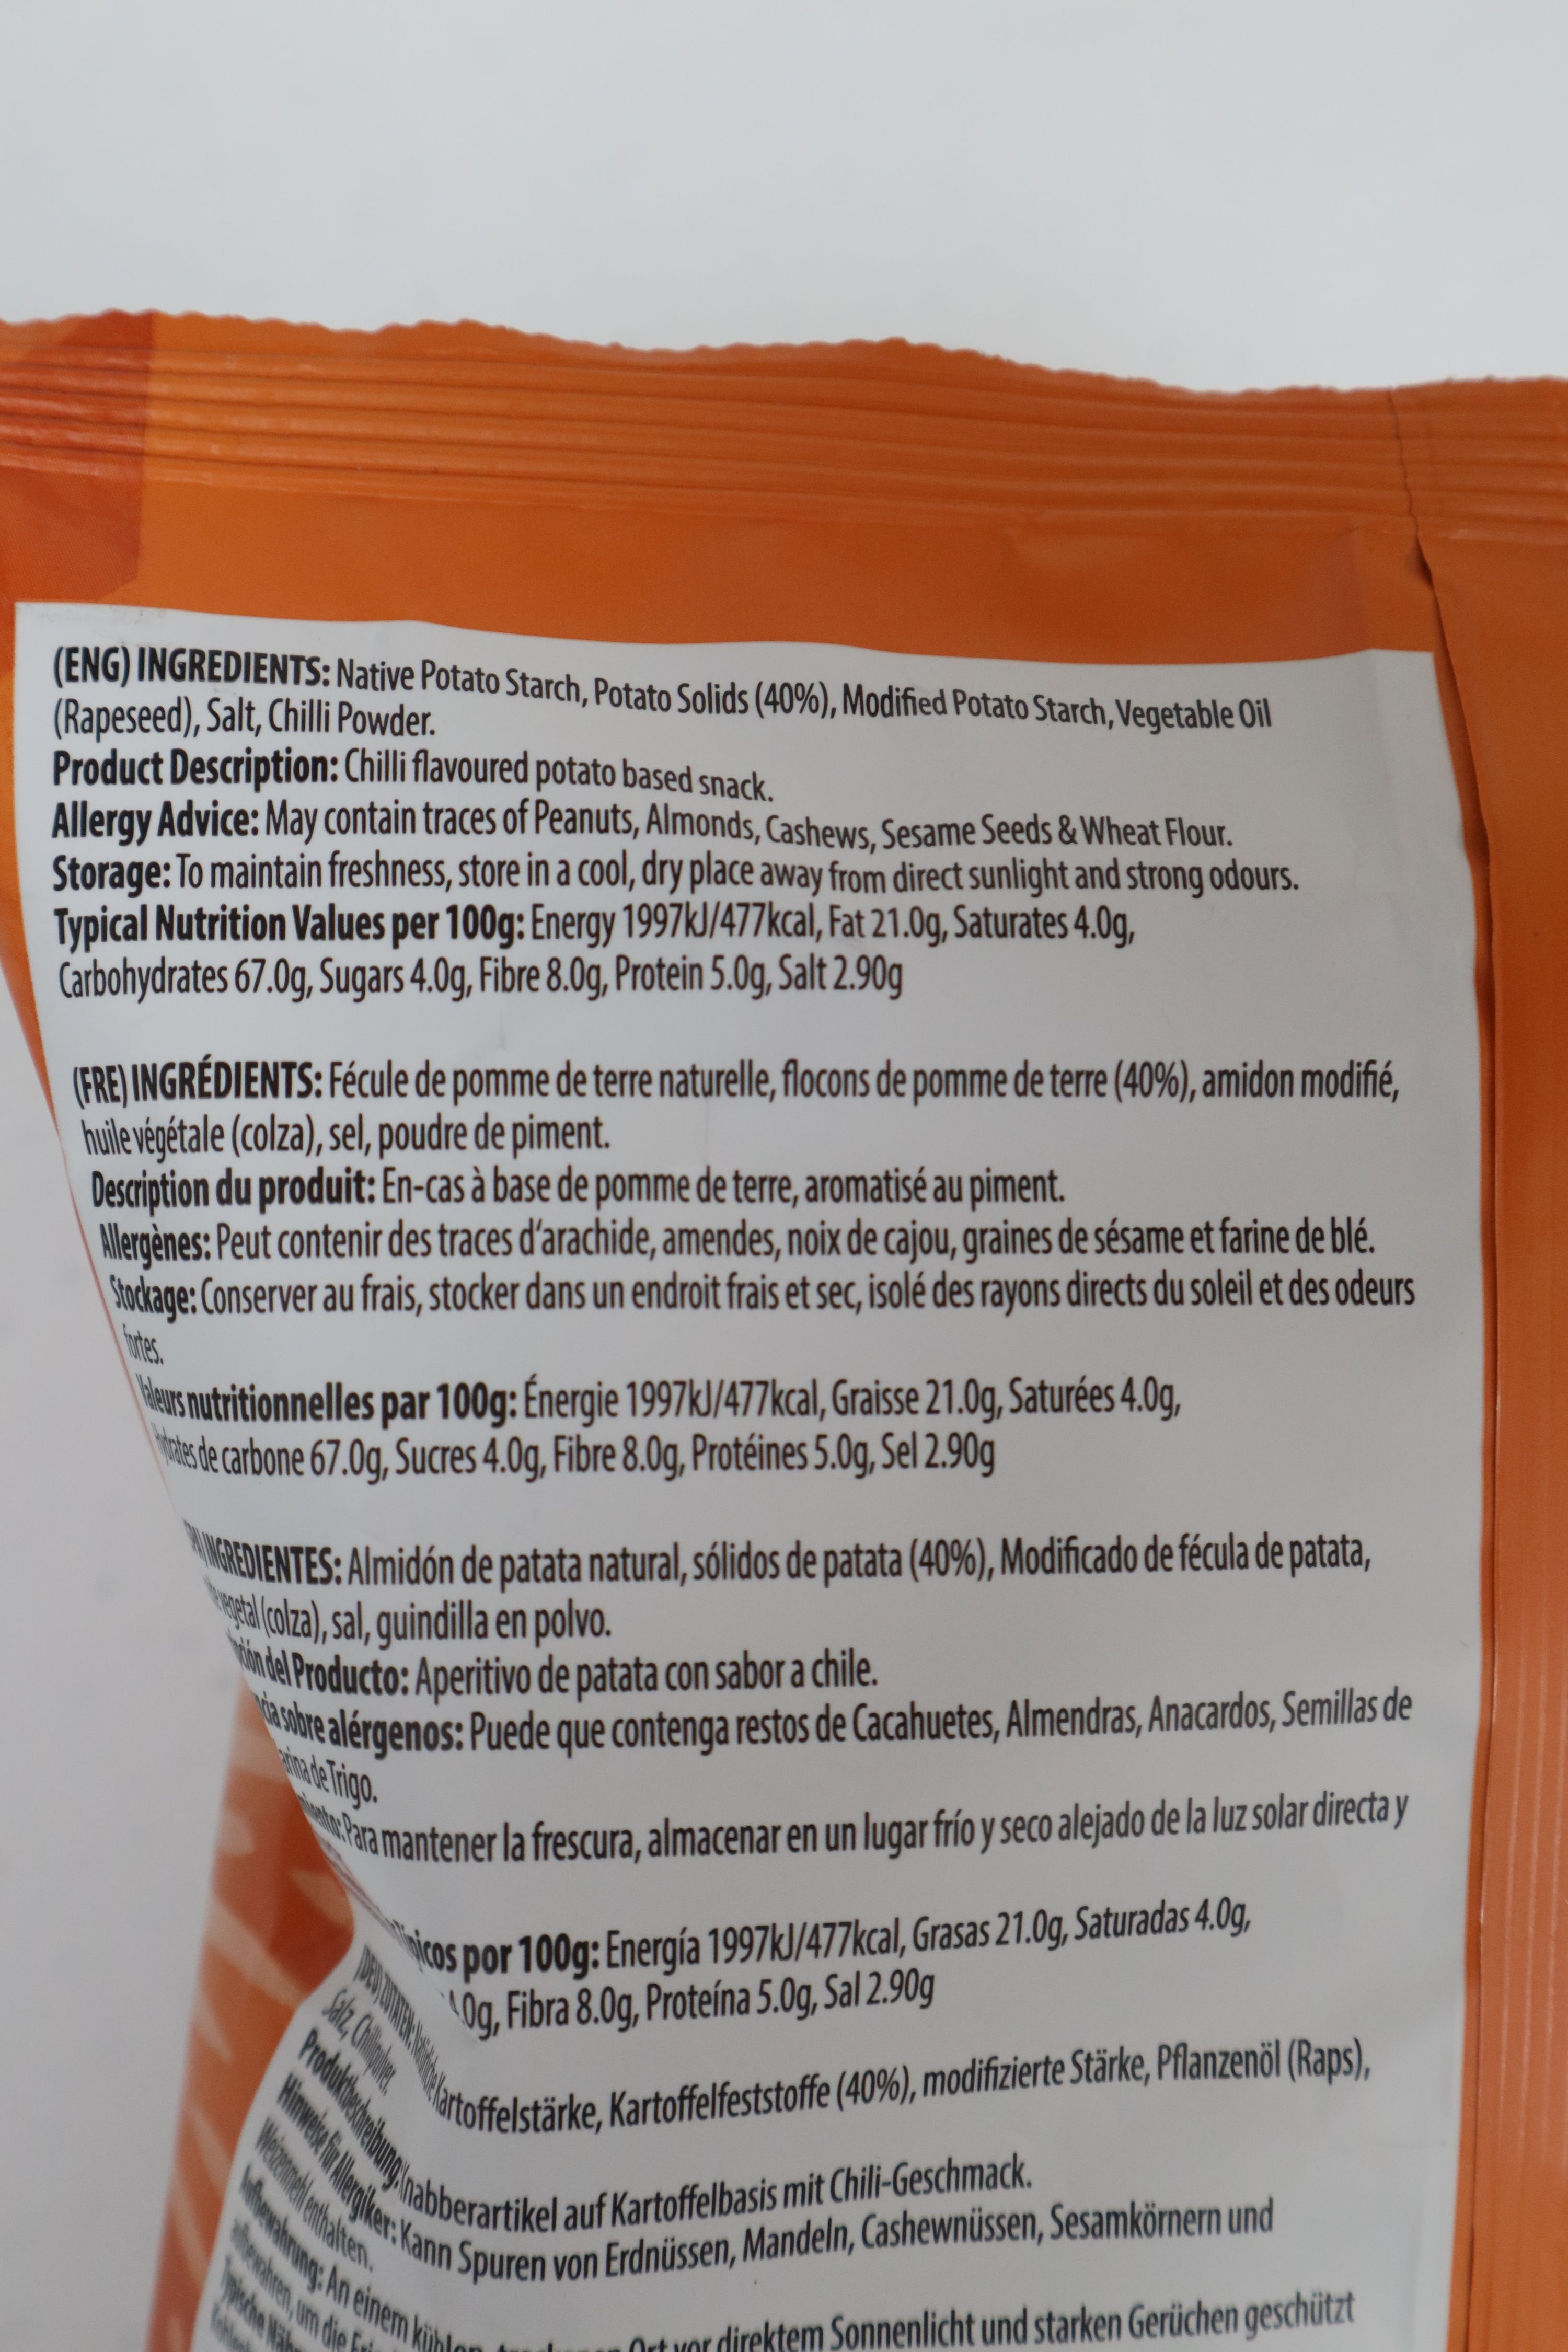 (ENG) INGREDIENTS: Native Potato Starch, Potato Solids (40%), Modified Potato Starch, Vegetable Oil
(Rapeseed), Salt, Chilli Powder.
Product Description: Chilli flavoured potato based snack.
Allergy Advice: May contain traces of Peanuts, Almonds, Cashews, Sesame Seeds & Wheat Flour.
Storage: To maintain freshness, store in a cool, dry place away from direct sunlight and strong odours.
Typical Nutrition Values per 100g: Energy 1997kJ/477kcal, Fat 21.0g, Saturates 4.0g,
Carbohydrates 67.0g, Sugars 4.0g, Fibre 8.0g, Protein 5.0g, Salt 2.90g
(FRE) INGRÉDIENTS: Fécule de pomme de terre naturelle, flocons de pomme de terre (40%), amidon modifié,
huile végétale (colza), sel, poudre de piment.
Description du produit: En-cas à base de pomme de terre, aromatisé au piment.
Allergènes: Peut contenir des traces d'arachide, amendes, noix de cajou, graines de sésame et farine de blé.
Stockage: Conserver au frais, stocker dans un endroit frais et sec, isolé des rayons directs du soleil et des odeurs
fortes.
Valeurs nutritionnelles par 100g: Énergie 1997kJ/477kcal, Graisse 21.0g, Saturées 4.0g,
Hydrates de carbone 67.0g, Sucres 4.0g, Fibre 8.0g, Protéines 5.0g, Sel 2.90g
INGREDIENTES: Almidón de patata natural, sólidos de patata (40%), Modificado de fécula de patata,
vegetal (colza), sal, guindilla en polvo.
del Producto: Aperitivo de patata con sabor a chile.
sobre alérgenos: Puede que contenga restos de Cacahuetes, Almendras, Anacardos, Semillas de
de Trigo.
Para mantener la frescura, almacenar en un lugar frío y seco alejado de la luz solar directa y
por 100g: Energía 1997kJ/477kcal, Grasas 21.0g, Saturadas 4.0g,
Fibra 8.0g, Proteína 5.0g, Sal 2.90g
(DEU) ZUTATEN: Kartoffelstärke, Kartoffelfeststoffe (40%), modifizierte Stärke, Pflanzenöl (Raps),
Salz, Chillipulver.
Produktbeschreibung: Knabberartikel auf Kartoffelbasis mit Chili-Geschmack.
Hinweise für Allergiker: Kann Spuren von Erdnüssen, Mandeln, Cashewnüssen, Sesamkörnern und
Weizenmehl enthalten.
Aufbewahrung: An einem kühlen Ort vor direktem Sonnenlicht und starken Gerüchen geschützt
aufbewahren, um die
Typische